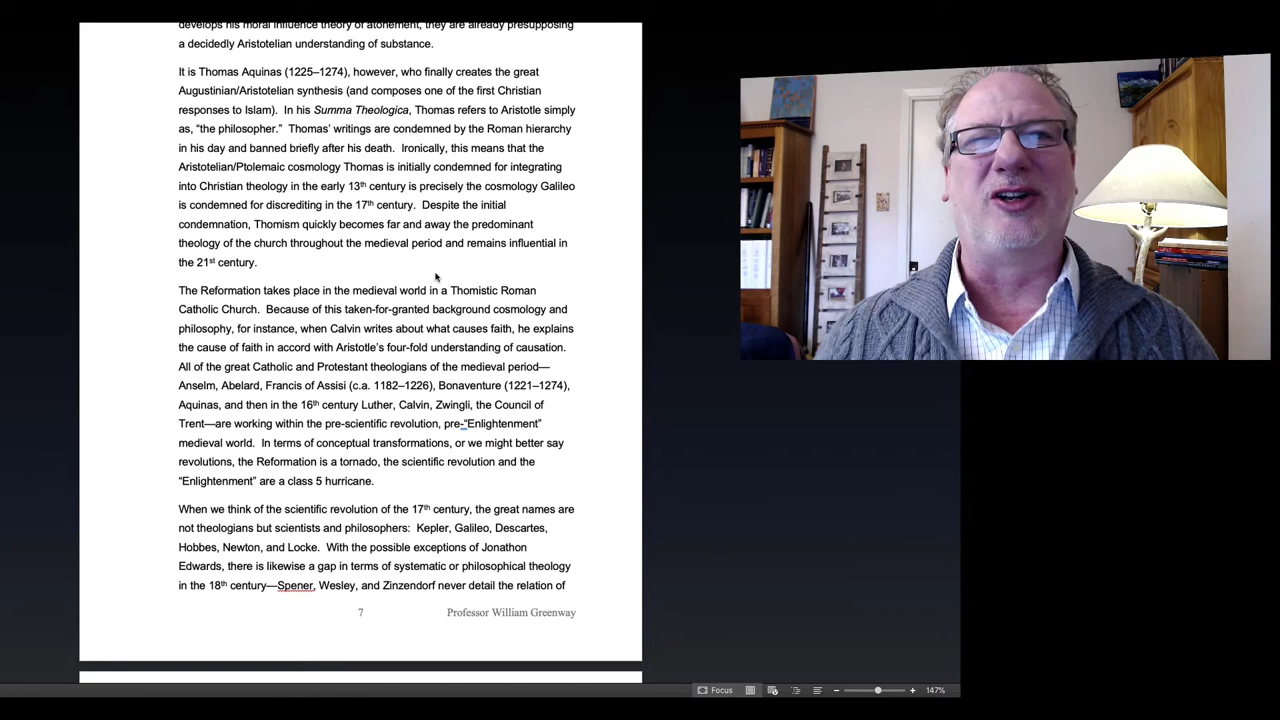 develops his moral influence theory of atonement, they are already presupposing
a decidedly Aristotelian understanding of substance.
It is Thomas Aquinas (1225–1274), however, who finally creates the great
Augustinian/Aristotelian synthesis (and composes one of the first Christian
responses to Islam).  In his Summa Theologica, Thomas refers to Aristotle simply
as, “the philosopher.”  Thomas’ writings are condemned by the Roman hierarchy
in his day and banned briefly after his death.  Ironically, this means that the
Aristotelian/Ptolemaic cosmology Thomas is initially condemned for integrating
into Christian theology in the early 13th century is precisely the cosmology Galileo
is condemned for discrediting in the 17th century.  Despite the initial
condemnation, Thomism quickly becomes far and away the predominant
theology of the church throughout the medieval period and remains influential in
the 21st century.
The Reformation takes place in the medieval world in a Thomistic Roman
Catholic Church.  Because of this taken-for-granted background cosmology and
philosophy, for instance, when Calvin writes about what causes faith, he explains
the cause of faith in accord with Aristotle’s four-fold understanding of causation.
All of the great Catholic and Protestant theologians of the medieval period—
Anselm, Abelard, Francis of Assisi (c.a. 1182–1226), Bonaventure (1221–1274),
Aquinas, and then in the 16th century Luther, Calvin, Zwingli, the Council of
Trent—are working within the pre-scientific revolution, pre-“Enlightenment”
medieval world.  In terms of conceptual transformations, or we might better say
revolutions, the Reformation is a tornado, the scientific revolution and the
“Enlightenment” are a class 5 hurricane.
When we think of the scientific revolution of the 17th century, the great names are
not theologians but scientists and philosophers:  Kepler, Galileo, Descartes,
Hobbes, Newton, and Locke.  With the possible exceptions of Jonathon
Edwards, there is likewise a gap in terms of systematic or philosophical theology
in the 18th century—Spener, Wesley, and Zinzendorf never detail the relation of
7 Professor William Greenway
Focus 147%